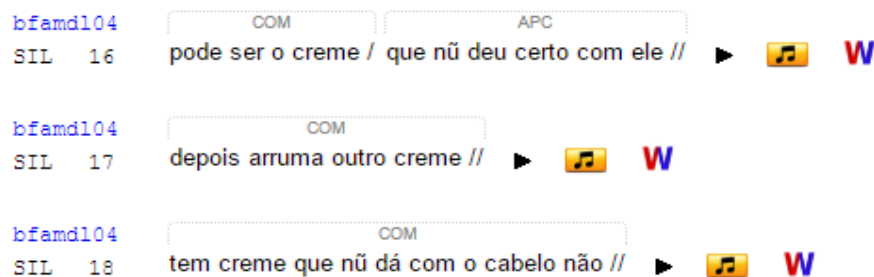 COM APC
bfamdl04
SIL 16 pode ser o creme / que nũ deu certo com ele // W
COM
bfamdl04
SIL 17 depois arruma outro creme // W
COM
bfamdl04
SIL 18 tem creme que nũ dá com o cabelo não // W